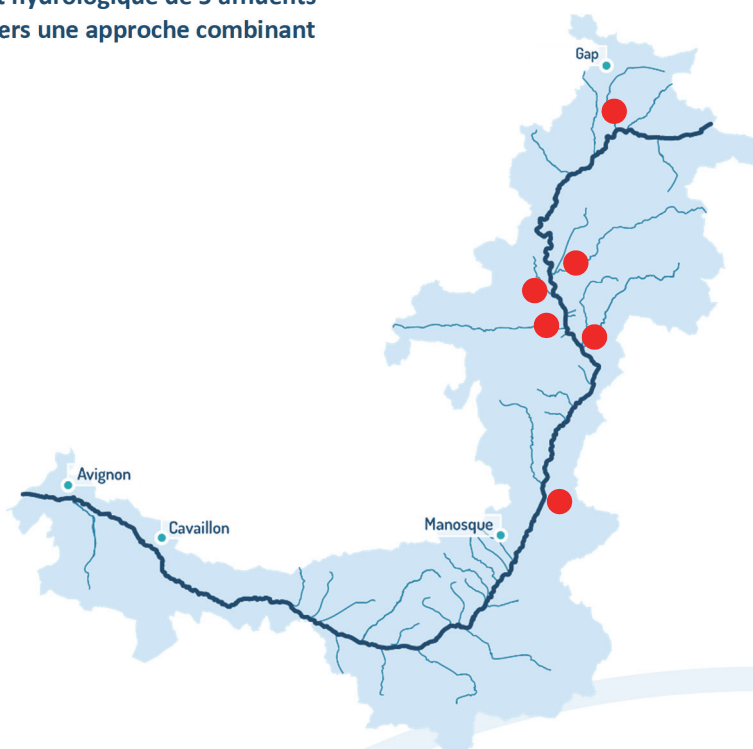 t hydrologique de 5 affluents
ers une approche combinant
Gap
Avignon
Cavaillon
Manosque